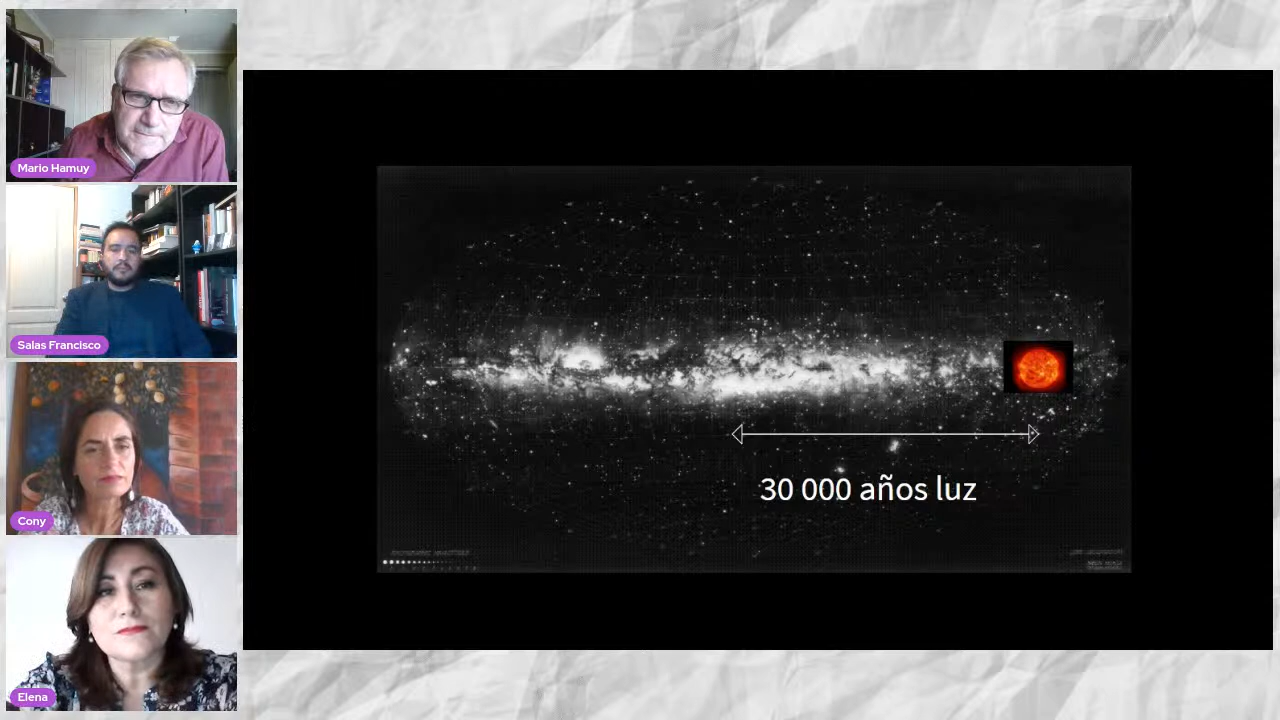 Mario Hamuy
Salas Francisco
Cony
Elena
30 000 años luz